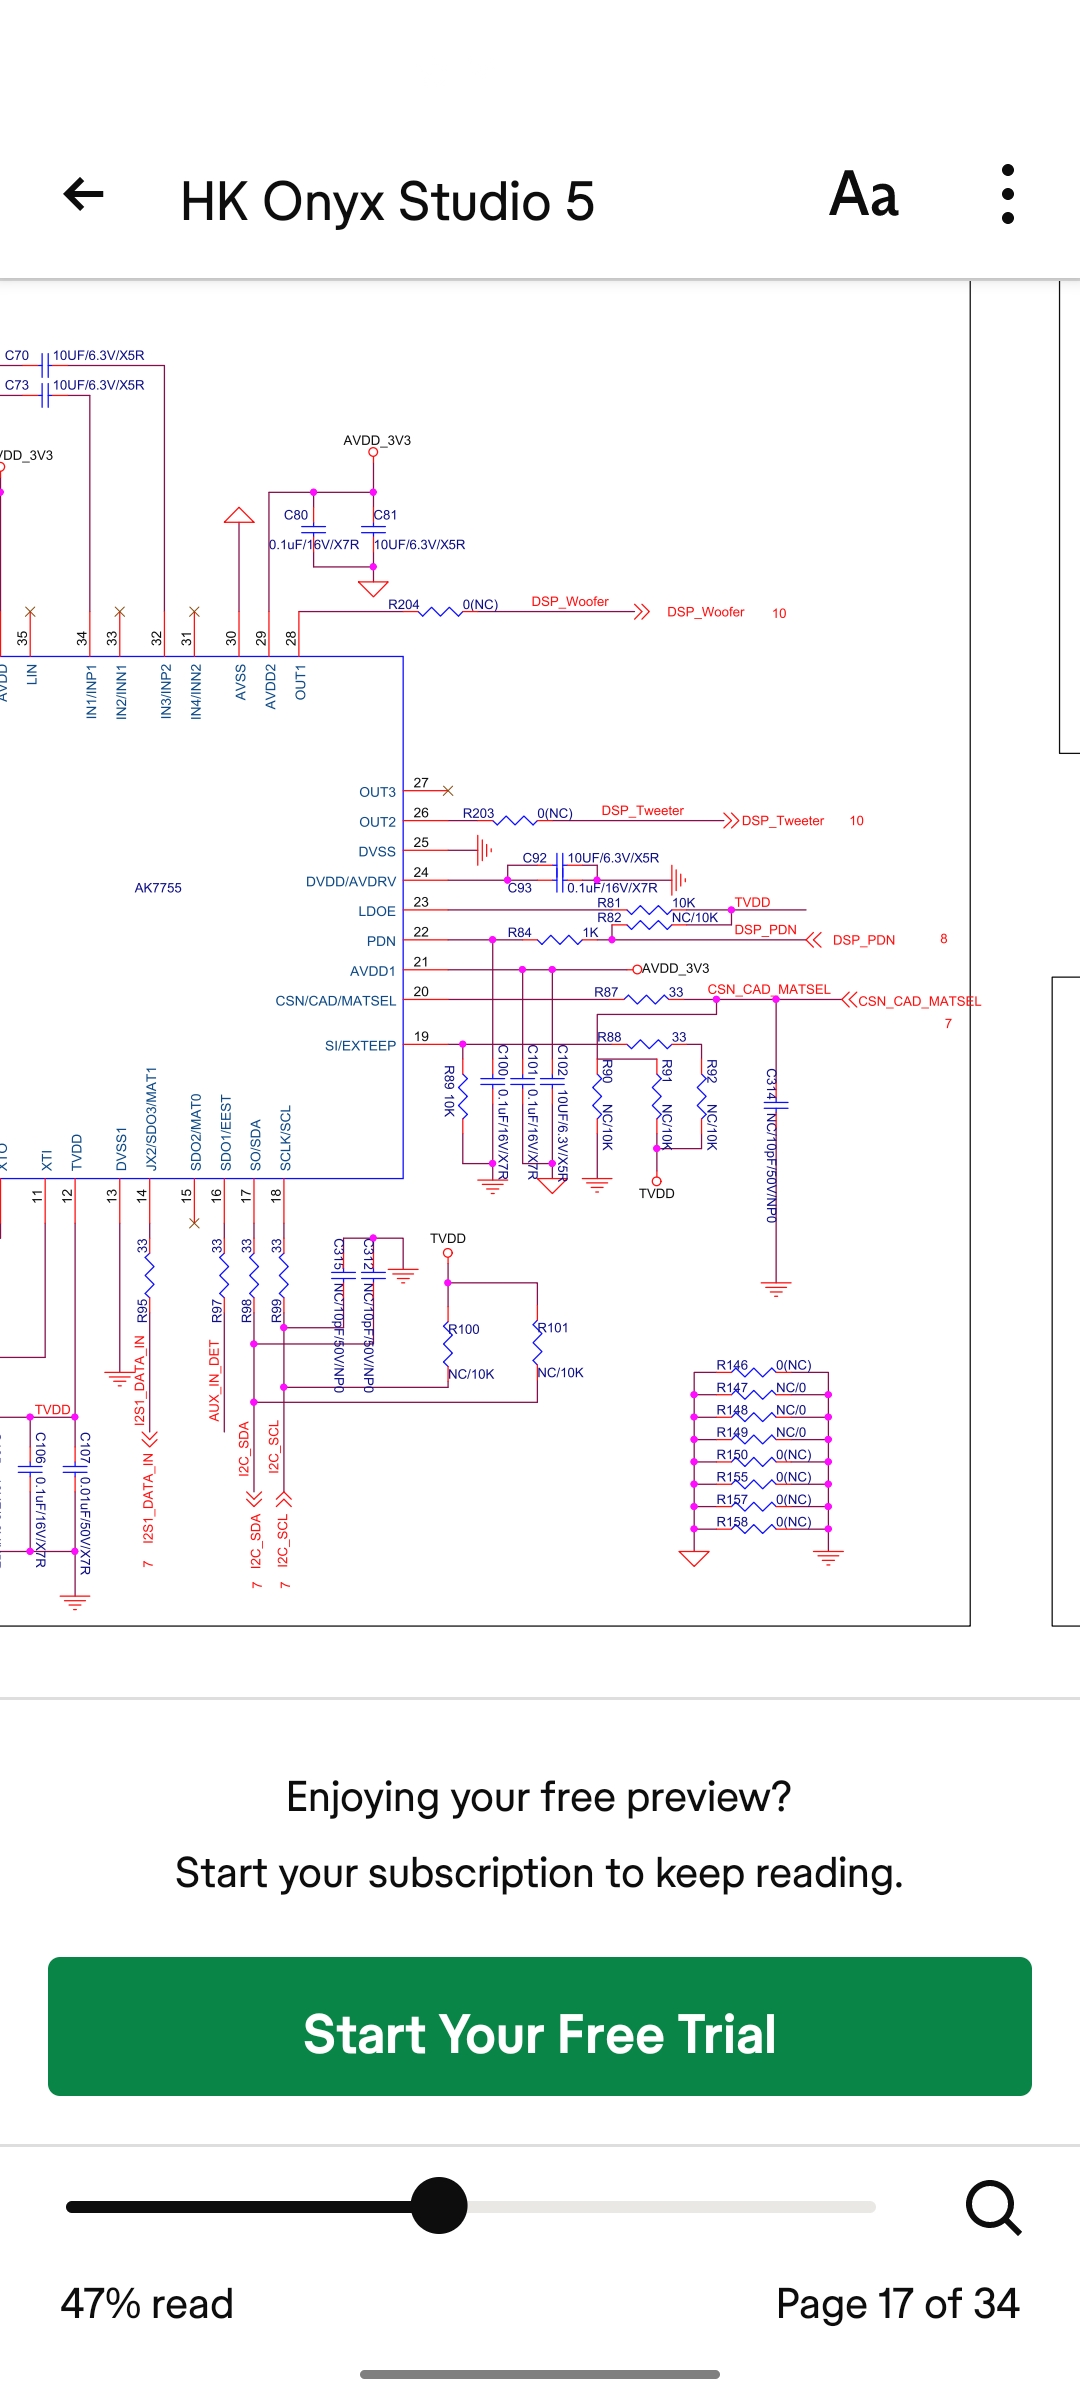 HK Onyx Studio 5
Aa
C70 10UF/6.3V/X5R
C73 10UF/6.3V/X5R
AVDD_3V3
VDD_3V3
C80
C81
0.1uF/16V/X7R
10UF/6.3V/X5R
R204 0(NC) DSP_Woofer DSP_Woofer 10
35 34 33 32 31 30 29 28
AVDD LIN IN1/INP1 IN2/INN1 IN3/INP2 IN4/INN2 AVSS AVDD2 OUT1
OUT3 27
OUT2 26 R203 0(NC) DSP_Tweeter DSP_Tweeter 10
DVSS 25
C92 10UF/6.3V/X5R
DVDD/AVDRV 24
AK7755
C93 0.1uF/16V/X7R
LDOE 23 R81 10K TVDD
R82 NC/10K
PDN 22 R84 1K DSP_PDN DSP_PDN 8
AVDD1 21 AVDD_3V3
CSN/CAD/MATSEL 20 R87 33 CSN_CAD_MATSEL CSN_CAD_MATSEL
7
SI/EXTEEP 19 R88 33
R89 10K
C100 0.1uF/16V/X7R
C101 0.1uF/16V/X7R
C102 10UF/6.3V/X5R
R90 NC/10K
R91 NC/10K
R92 NC/10K
C314 NC/10pF/50V/NP0
TVDD
XTO XTI TVDD DVSS1 JX2/SDO3/MAT1 SDO2/MAT0 SDO1/EEST SO/SDA SCLK/SCL
11 12 13 14 15 16 17 18
R95 33
R97 33
R98 33
R99 33
C315 NC/10pF/50V/NP0
C312 NC/10pF/50V/NP0
TVDD
R100
NC/10K
R101
NC/10K
I2S1_DATA_IN
AUX_IN_DET
I2C_SDA
I2C_SCL
TVDD
C106 0.1uF/16V/X7R
C107 0.01uF/50V/X7R
7 I2S1_DATA_IN
7 I2C_SDA
7 I2C_SCL
R146 0(NC)
R147 NC/0
R148 NC/0
R149 NC/0
R150 0(NC)
R155 0(NC)
R157 0(NC)
R158 0(NC)
Enjoying your free preview?
Start your subscription to keep reading.
Start Your Free Trial
47% read
Page 17 of 34